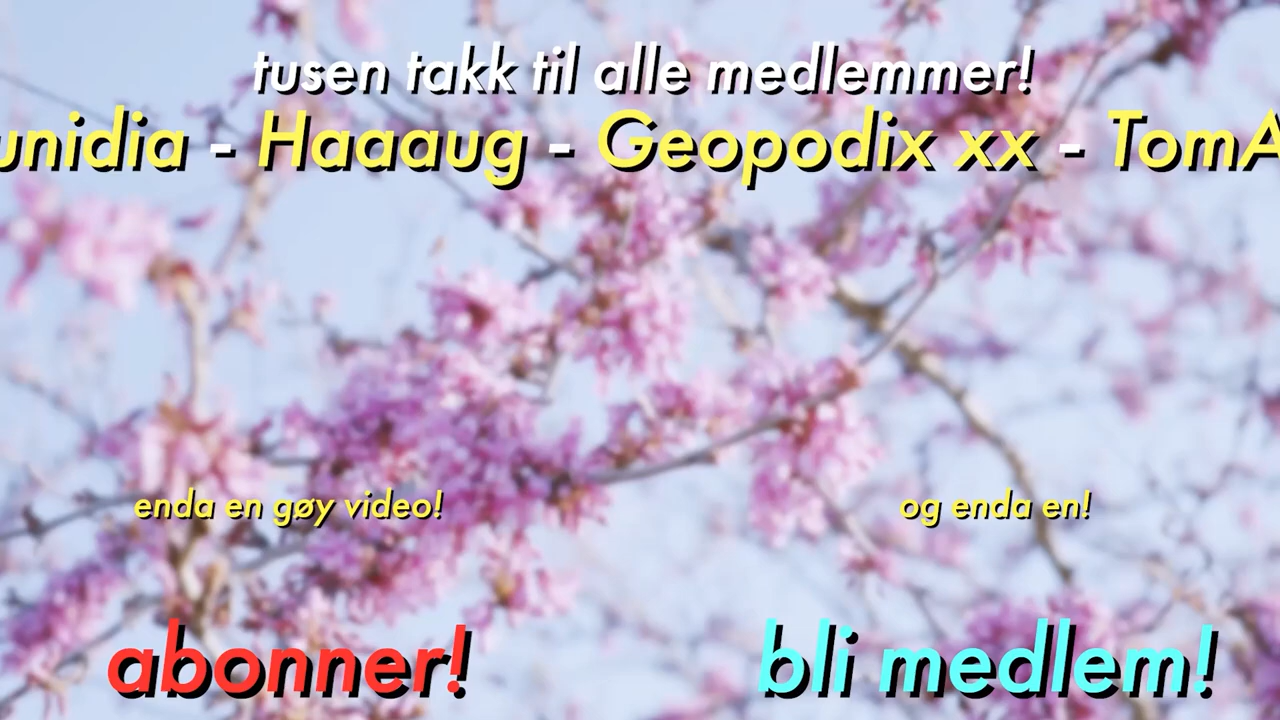 tusen takk til alle medlemmer!
unidia - Haaaug - Geopodix xx - TomA
enda en gøy video!
og enda en!
abonner!
bli medlem!